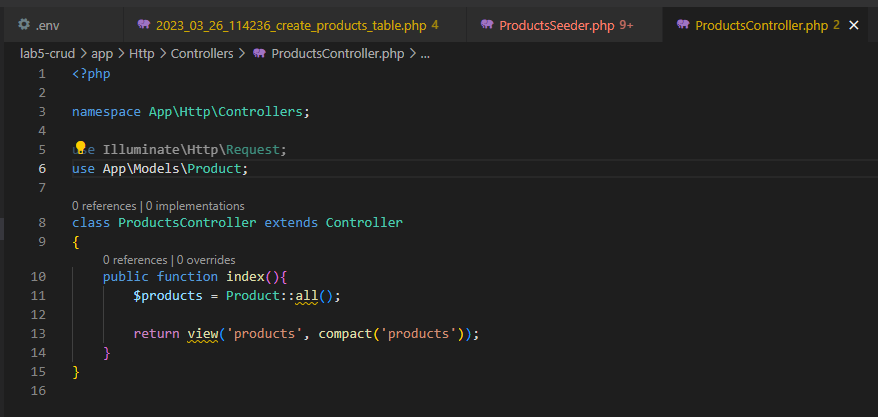 .env 2023_03_26_114236_create_products_table.php 4 ProductsSeeder.php 9+ ProductsController.php 2 ×
lab5-crud > app > Http > Controllers > ProductsController.php > ...
1 <?php
2
3 namespace App\Http\Controllers;
4
5 use Illuminate\Http\Request;
6 use App\Models\Product;
7
0 references | 0 implementations
8 class ProductsController extends Controller
9 {
0 references | 0 overrides
10 public function index(){
11 $products = Product::all();
12
13 return view('products', compact('products'));
14 }
15 }
16